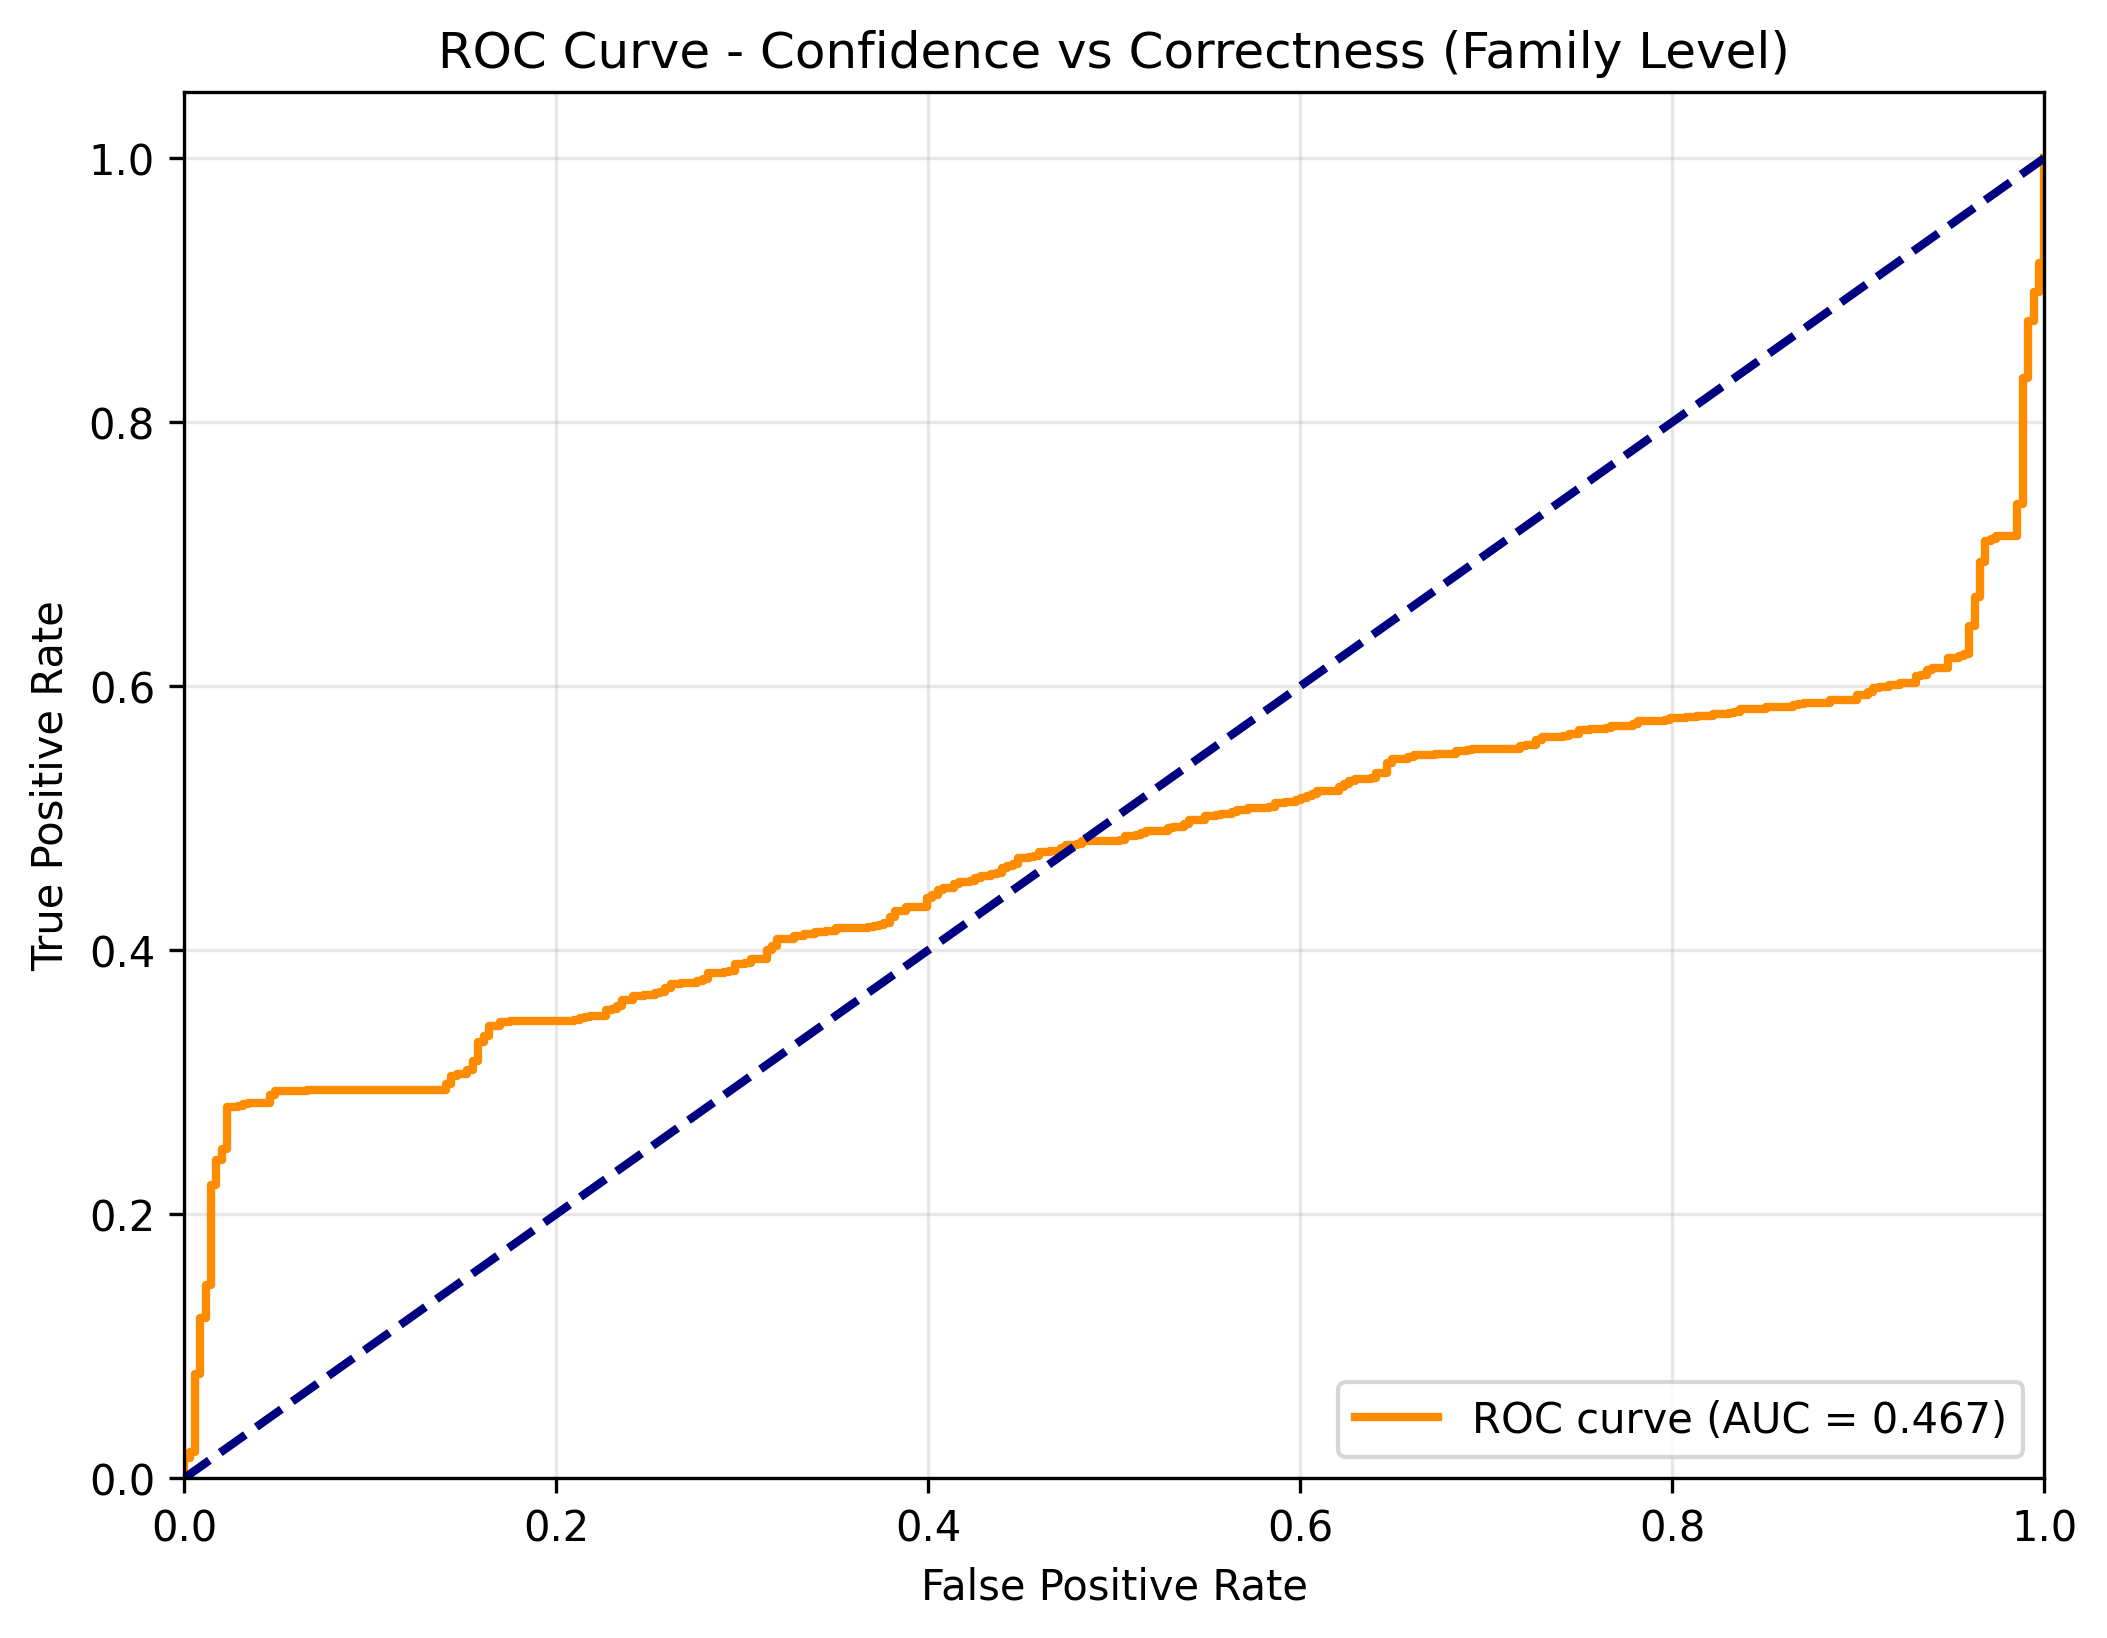 ROC Curve - Confidence vs Correctness (Family Level)
True Positive Rate
1.0
0.8
0.6
0.4
0.2
0.0
0.0 0.2 0.4 0.6 0.8 1.0
False Positive Rate
ROC curve (AUC = 0.467)